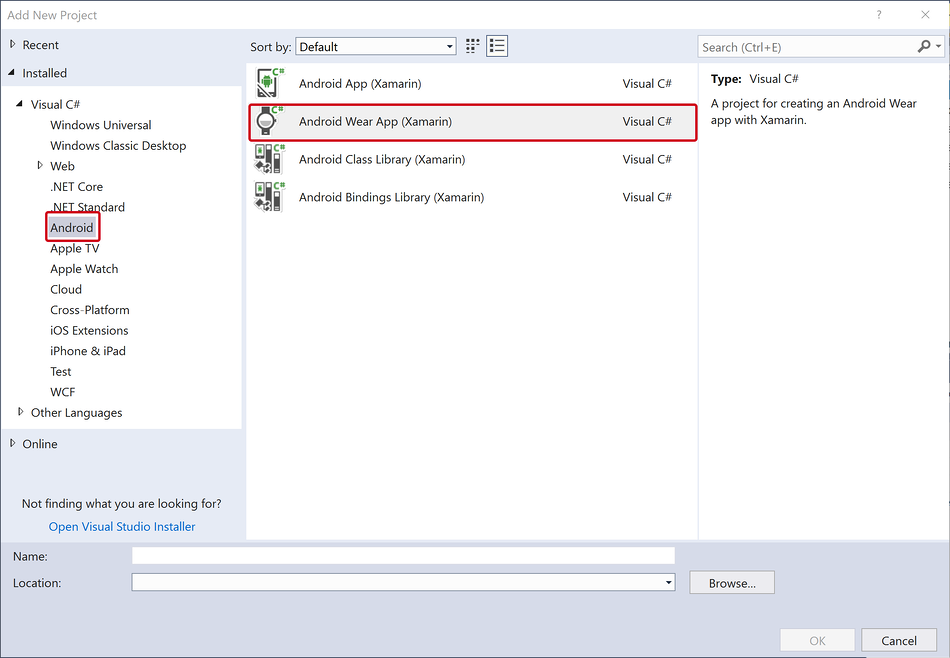 Add New Project
?
Recent
Installed
Visual C#
Windows Universal
Windows Classic Desktop
Web
.NET Core
.NET Standard
Android
Apple TV
Apple Watch
Cloud
Cross-Platform
iOS Extensions
iPhone & iPad
Test
WCF
Other Languages
Online
Not finding what you are looking for?
Open Visual Studio Installer
Sort by: Default
C# Android App (Xamarin) Visual C#
C# Android Wear App (Xamarin) Visual C#
C# Android Class Library (Xamarin) Visual C#
C# Android Bindings Library (Xamarin) Visual C#
Search (Ctrl+E)
Type: Visual C#
A project for creating an Android Wear
app with Xamarin.
Name:
Location:
Browse...
OK Cancel